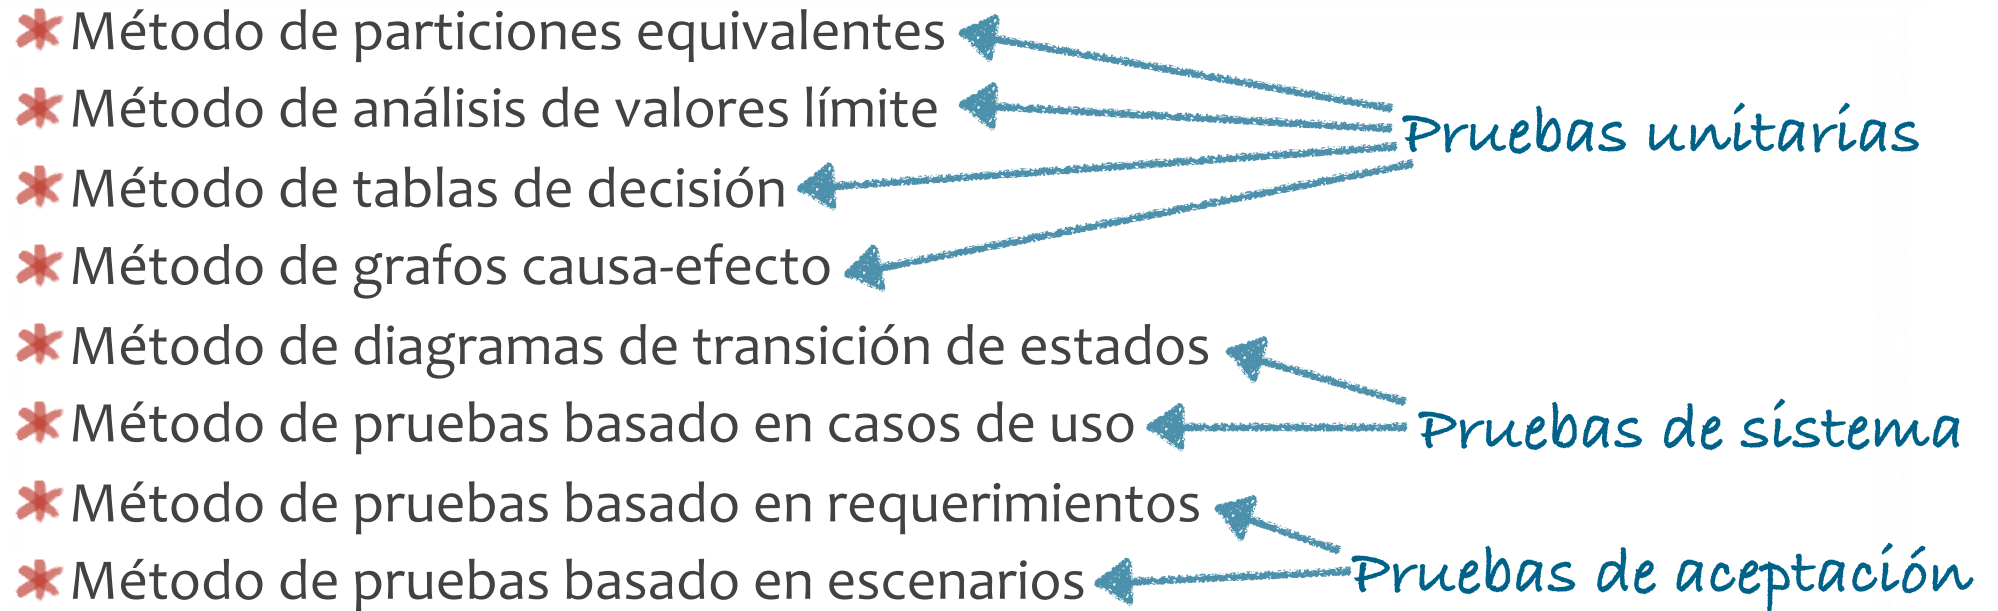 Método de particiones equivalentes
Método de análisis de valores límite
Pruebas unitarias
Método de tablas de decisión
Método de grafos causa-efecto
Método de diagramas de transición de estados
Método de pruebas basado en casos de uso
Pruebas de sistema
Método de pruebas basado en requerimientos
Método de pruebas basado en escenarios
Pruebas de aceptación